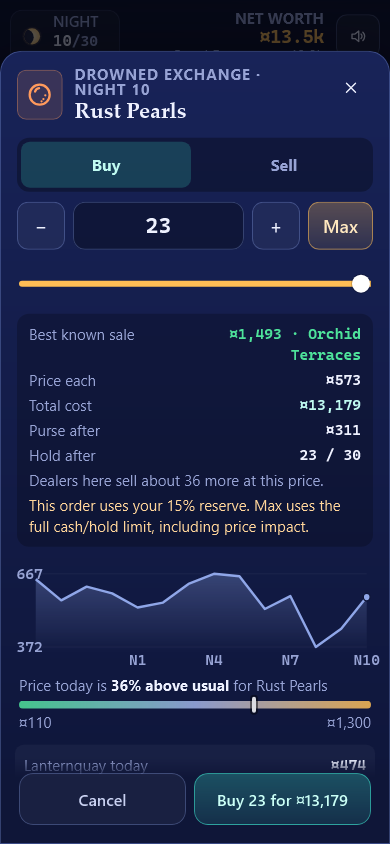 NIGHT
10/30
NET WORTH
¤13.5k
DROWNED EXCHANGE ·
NIGHT 10
Rust Pearls
×
Buy
Sell
−
23
+
Max
Best known sale
¤1,493 · Orchid
Terraces
Price each
¤573
Total cost
¤13,179
Purse after
¤311
Hold after
23 / 30
Dealers here sell about 36 more at this price.
This order uses your 15% reserve. Max uses the
full cash/hold limit, including price impact.
667
372
N1
N4
N7
N10
Price today is 36% above usual for Rust Pearls
¤110
¤1,300
Lanternquay today
¤474
Cancel
Buy 23 for ¤13,179